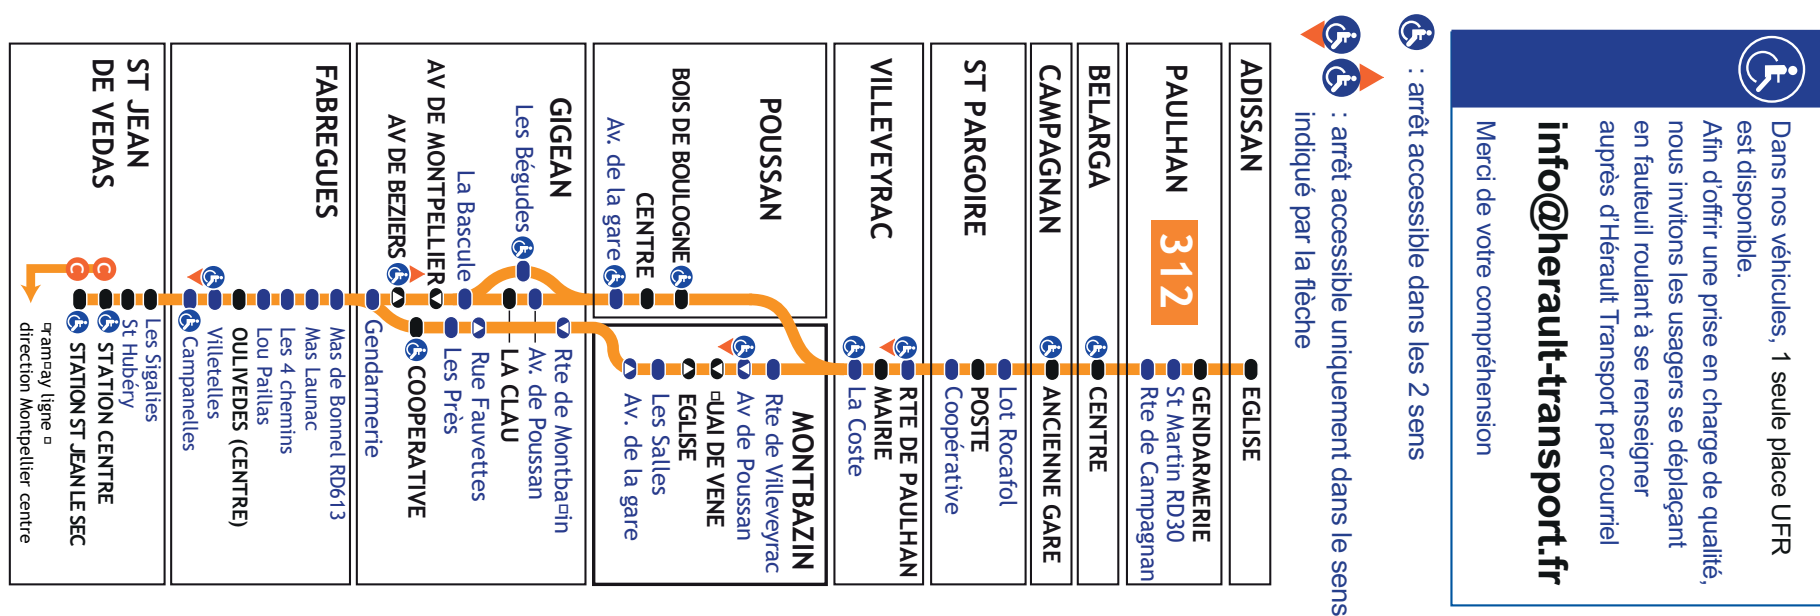 Dans nos véhicules, 1 seule place UFR
est disponible.
Afin d'offrir une prise en charge de qualité,
nous invitons les usagers se déplaçant
en fauteuil roulant à se renseigner
auprès d'Hérault Transport par courriel
info@herault-transport.fr
Merci de votre compréhension
: arrêt accessible dans les 2 sens
: arrêt accessible uniquement dans le sens
indiqué par la flèche
ADISSAN
EGLISE
PAULHAN
312
GENDARMERIE
St Martin RD30
Rte de Campagnan
BELARGA
CENTRE
CAMPAGNAN
ANCIENNE GARE
ST PARGOIRE
Lot Rocafol
POSTE
Coopérative
VILLEVEYRAC
RTE DE PAULHAN
MAIRIE
La Coste
POUSSAN
BOIS DE BOULOGNE
CENTRE
Av. de la gare
MONTBAZIN
Rte de Villeveyrac
Av de Poussan
¤UAI DE VENE
EGLISE
Les Salles
Av. de la gare
GIGEAN
Les Bégudes
La Bascule
AV DE MONTPELLIER
AV DE BEZIERS
Rte de Montba¤in
Av. de Poussan
LA CLAU
Rue Fauvettes
Les Près
COOPERATIVE
Gendarmerie
FABREGUES
Mas de Bonnel RD613
Mas Launac
Les 4 chemins
Lou Paillas
OULIVEDES (CENTRE)
Villetelles
Campanelles
ST JEAN
DE VEDAS
Les Sigalies
St Hubéry
C STATION CENTRE
C STATION ST JEAN LE SEC
¤ram¤ay ligne ¤
direction Montpellier centre